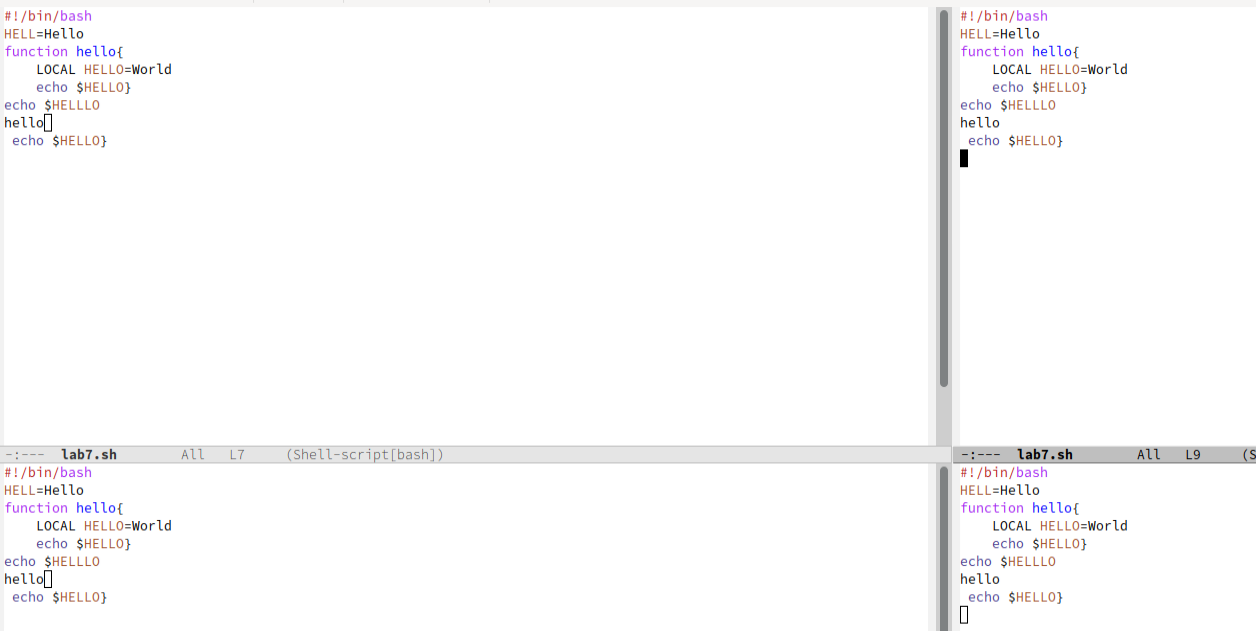 #!/bin/bash
HELL=Hello
function hello{
    LOCAL HELLO=World
    echo $HELLO}
echo $HELLLO
hello
 echo $HELLO}
-:---  lab7.sh        All   L7     (Shell-script[bash])
#!/bin/bash
HELL=Hello
function hello{
    LOCAL HELLO=World
    echo $HELLO}
echo $HELLLO
hello
 echo $HELLO}
-:---  lab7.sh        All   L9     (S
#!/bin/bash
HELL=Hello
function hello{
    LOCAL HELLO=World
    echo $HELLO}
echo $HELLLO
hello
 echo $HELLO}
#!/bin/bash
HELL=Hello
function hello{
    LOCAL HELLO=World
    echo $HELLO}
echo $HELLLO
hello
 echo $HELLO}